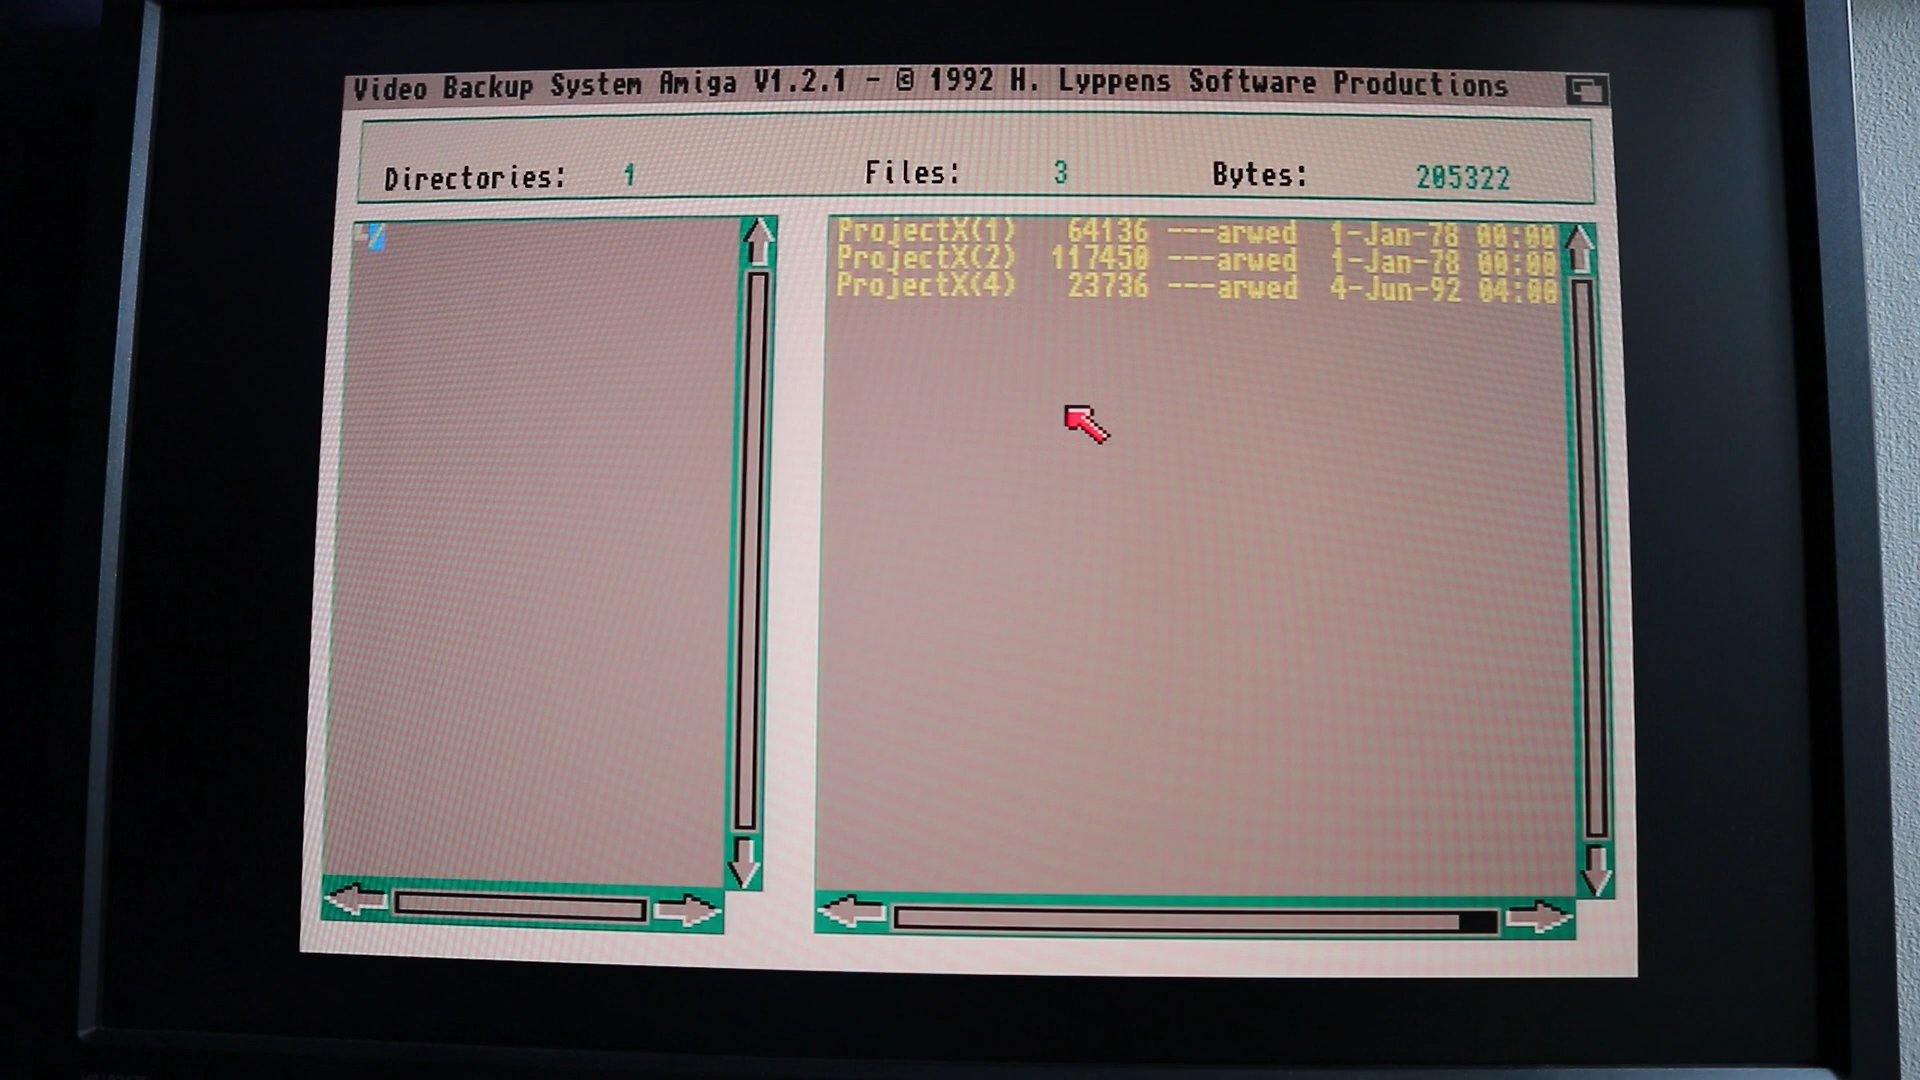 Video Backup System Amiga V1.2.1 - © 1992 H. Lyppens Software Productions
Directories: 1 Files: 3 Bytes: 205322
-/
ProjectX(1) 64136 ---arwed 1-Jan-78 00:00
ProjectX(2) 117450 ---arwed 1-Jan-78 00:00
ProjectX(4) 23736 ---arwed 4-Jun-92 04:00